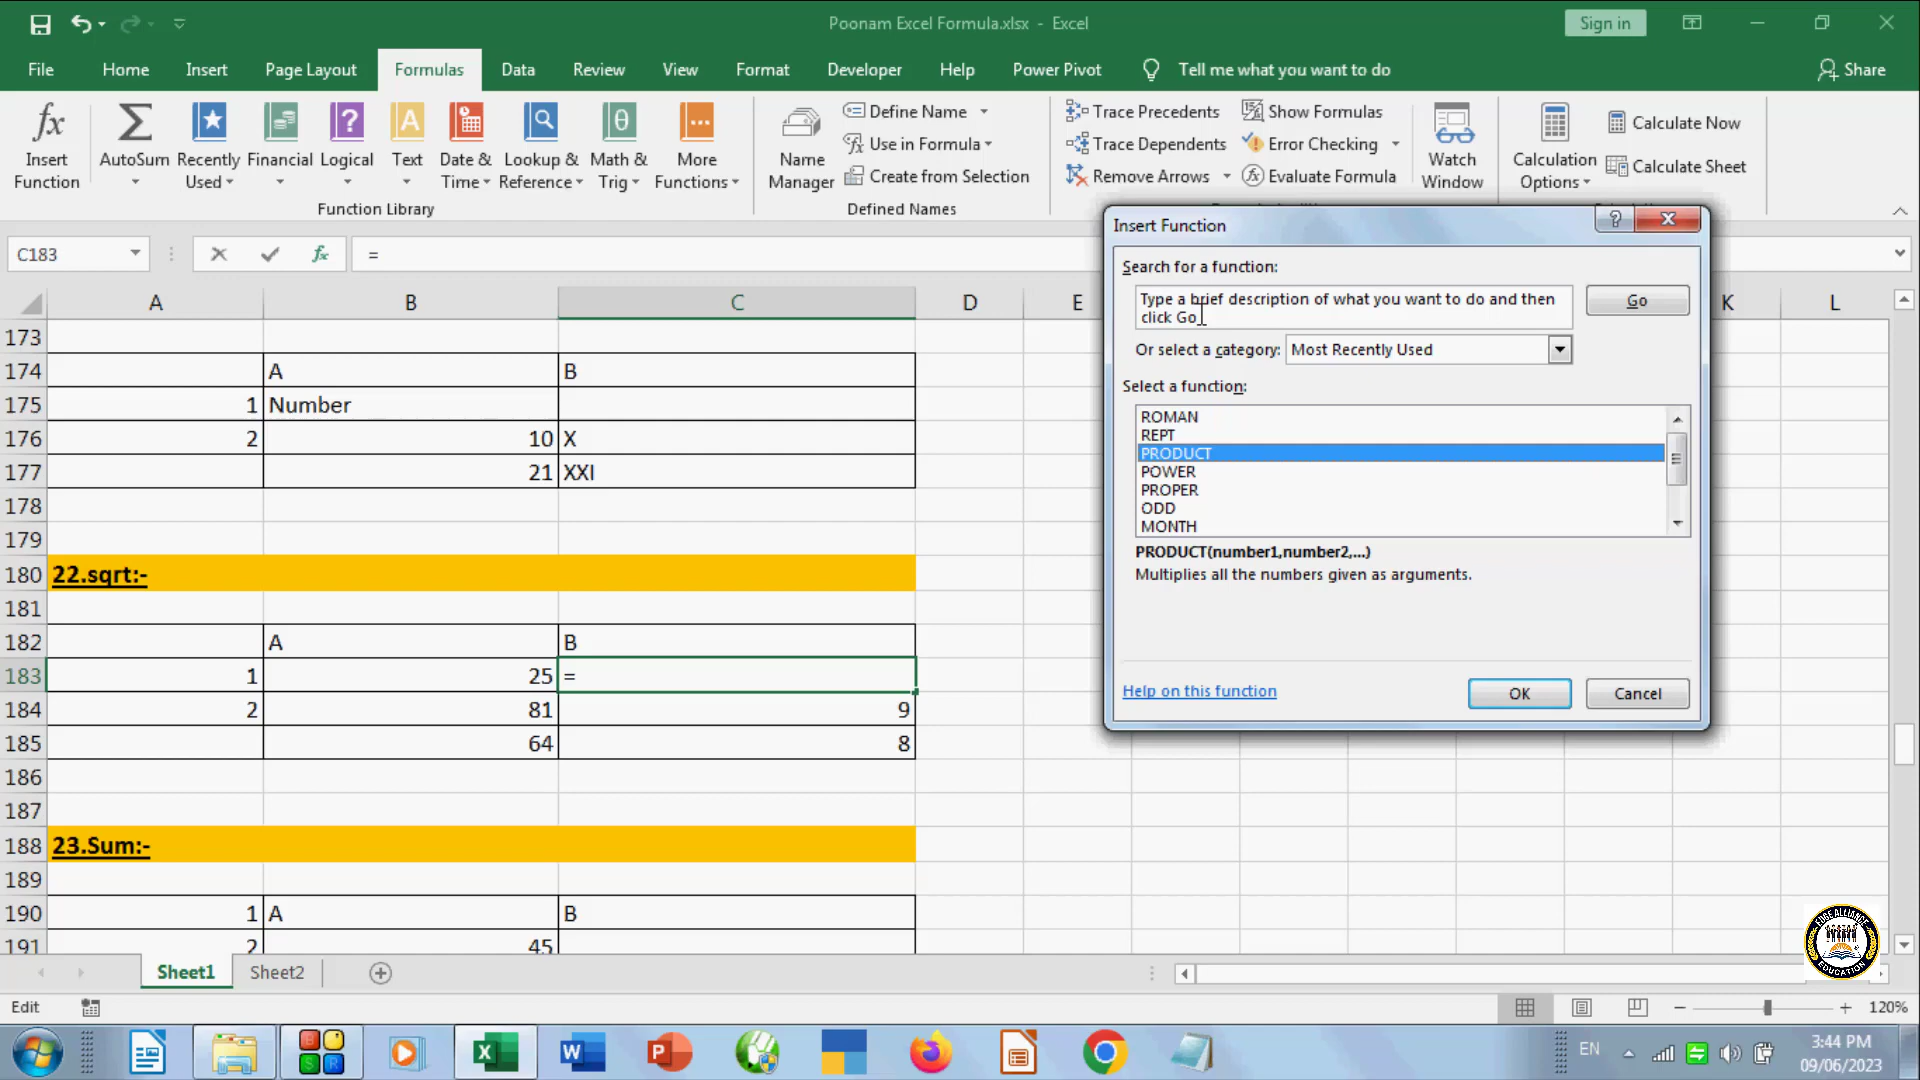 Poonam Excel Formula.xlsx - Excel
Sign in
File Home Insert Page Layout Formulas Data Review View Format Developer Help Power Pivot Tell me what you want to do Share
fx Insert Function
Σ AutoSum
Recently Used
Financial
Logical
Text
Date & Time
Lookup & Reference
Math & Trig
More Functions
Function Library
Name Manager
Define Name
Use in Formula
Create from Selection
Defined Names
Trace Precedents
Trace Dependents
Remove Arrows
Show Formulas
Error Checking
Evaluate Formula
Watch Window
Calculation Options
Calculate Now
Calculate Sheet
C183 fx =
A B C D E K L
173
174 A B
175 1 Number
176 2 10 X
177 21 XXI
178
179
180 22.sqrt:-
181
182 A B
183 1 25 =
184 2 81 9
185 64 8
186
187
188 23.Sum:-
189
190 1 A B
191 2 45
Insert Function
Search for a function:
Type a brief description of what you want to do and then
click Go
Go
Or select a category: Most Recently Used
Select a function:
ROMAN
REPT
PRODUCT
POWER
PROPER
ODD
MONTH
PRODUCT(number1,number2,...)
Multiplies all the numbers given as arguments.
Help on this function
OK Cancel
Sheet1 Sheet2
EDGE ALLIANCE
EDUCATION
Edit
120%
EN
3:44 PM
09/06/2023